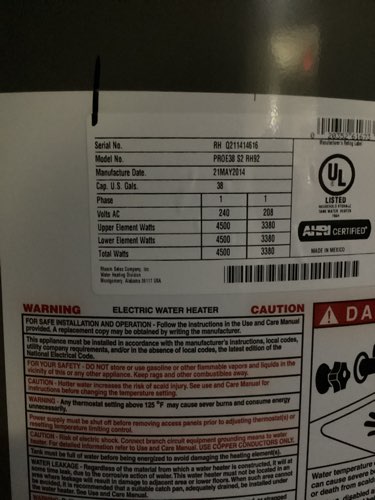 Serial No. RH Q211414616
Model No. PROE38 S2 RH92
Manufacture Date. 21MAY2014
Cap. U.S. Gals. 38
Phase 1 1
Volts AC 240 208
Upper Element Watts 4500 3380
Lower Element Watts 4500 3380
Total Watts 4500 3380
Rheem Sales Company, Inc.
Water Heating Division
Montgomery, Alabama 36117 USA
Manufacturer's Rating Label
UL
LISTED
AHRI CERTIFIED
MADE IN MEXICO
WARNING ELECTRIC WATER HEATER CAUTION
FOR SAFE INSTALLATION AND OPERATION - Follow the instructions in the Use and Care Manual
provided. A replacement copy may be obtained by writing the manufacturer.
This appliance must be installed in accordance with the manufacturer's instructions, local codes,
utility company requirements, and/or in the absence of local codes, the latest edition of the
National Electrical Code.
FOR YOUR SAFETY - DO NOT store or use gasoline or other flammable vapors and liquids in the
vicinity of this or any other appliance. Keep rags and other combustibles away.
CAUTION - Hotter water increases the risk of scald injury. See use and Care Manual for
instructions before changing the temperature setting.
WARNING - Any thermostat setting above 125 °F may cause severe burns and consume energy
unnecessarily.
Power supply must be shut off before removing access panels prior to adjusting thermostat(s) or
resetting temperature limiting control.
CAUTION - Risk of electric shock. Connect branch circuit equipment grounding means to water
heater. For detailed information refer to Use and Care Manual. USE COPPER CONDUCTORS ONLY.
Tank must be full of water before being energized to avoid damaging the heating element(s).
WATER LEAKAGE - Regardless of the material from which a water heater is constructed, it will at
some time leak, due to the corrosive action of water. This water heater must not be located in an
area where leakage will result in damage to adjacent area or lower floors. When such area cannot
be avoided, it is recommended that a suitable catch pan, adequately drained, be installed under
the water heater. See Use and Care Manual.
DA
Water temperature
can cause severe b
or death from scald